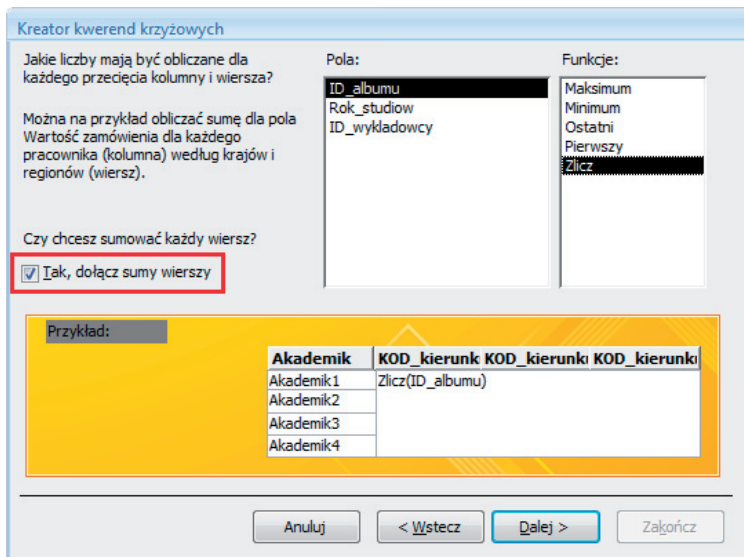 Kreator kwerend krzyżowych
Jakie liczby mają być obliczane dla
każdego przecięcia kolumny i wiersza?
Można na przykład obliczać sumę dla pola
Wartość zamówienia dla każdego
pracownika (kolumna) według krajów i
regionów (wiersz).
Czy chcesz sumować każdy wiersz?
Tak, dołącz sumy wierszy
Pola:
ID_albumu
Rok_studiow
ID_wykladowcy
Funkcje:
Maksimum
Minimum
Ostatni
Pierwszy
Zlicz
Przykład:
Akademik KOD_kierunk KOD_kierunku KOD_kierunku
Akademik1 Zlicz(ID_albumu)
Akademik2
Akademik3
Akademik4
Anuluj < Wstecz Dalej > Zakończ